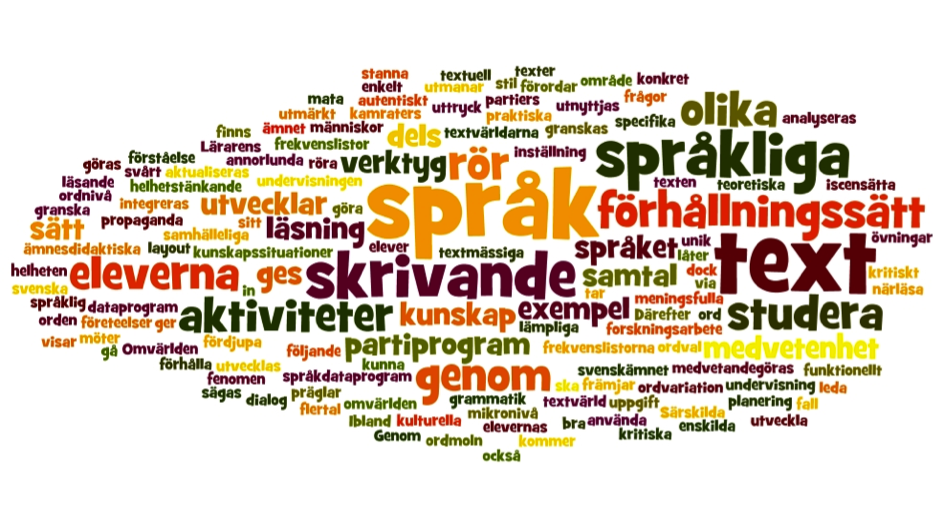 stanna textuell texter
enkelt utmanar stil förordar område konkret
mata autentiskt uttryck partiers utnyttjas frågor olika
utmärkt kamraters praktiska specifika analyseras
finns ämnet människor dels textvärldarna granskas
Lärarens frekvenslistor språkliga
göras förståelse annorlunda röra verktyg rör inställning
svårt aktualiseras
läsande helhetstänkande undervisningen språk texten teoretiska iscensätta
ordnivå integreras utvecklar göra förhållningssätt
granska propaganda sitt läsning
sätt samhälleliga språket unik text övningar
ämnesdidaktiska layout kunskapssituationer elever textmässiga låter
helheten eleverna ges skrivande samtal dock kritiskt
svenska in tar via närläsa
språklig dataprogram aktiviteter kunskap exempel meningsfulla studera
orden företeelser ger lämpliga Därefter ord
forskningsarbete
visar möter fördjupa följande partiprogram frekvenslistorna ordval medvetenhet
gå Omvärlden
förhålla utvecklas kunna svenskämnet medvetandegöras funktionellt
fenomen språkdataprogram genom ska främjar ordvariation undervisning leda
sägas dialog präglar grammatik textvärld uppgift planering fall
flertal omvärlden mikronivå Särskilda
Ibland kulturella elevernas bra använda enskilda utveckla
Genom ordmoln kommer kritiska
också